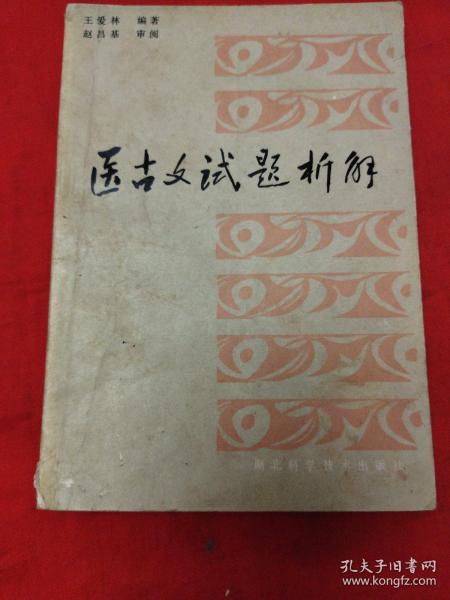 王爱林 编著
赵昌基 审阅
医古文试题析解
湖北科学技术出版社
孔夫子旧书网
www.kongfz.com